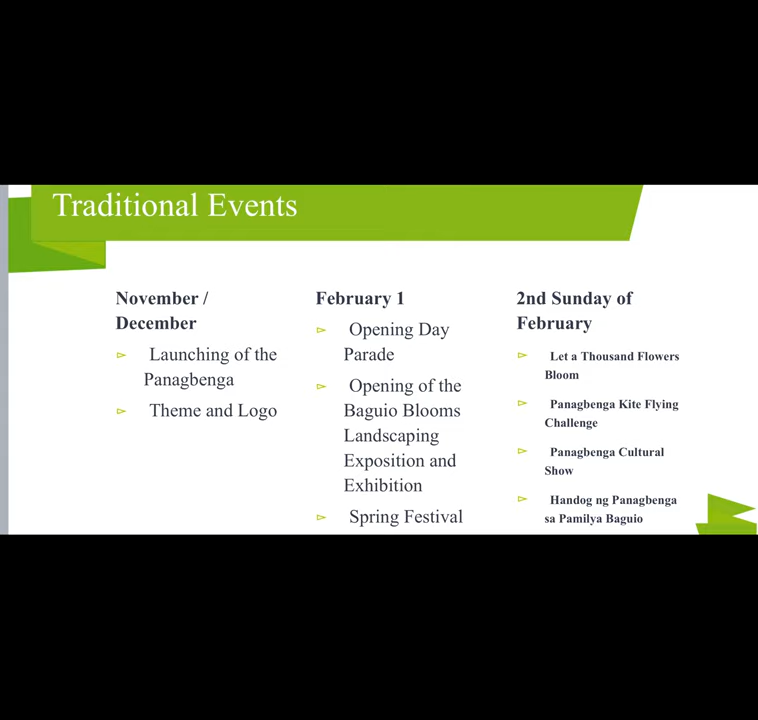 Traditional Events
November /
December
Launching of the
Panagbenga
Theme and Logo
February 1
Opening Day
Parade
Opening of the
Baguio Blooms
Landscaping
Exposition and
Exhibition
Spring Festival
2nd Sunday of
February
Let a Thousand Flowers
Bloom
Panagbenga Kite Flying
Challenge
Panagbenga Cultural
Show
Handog ng Panagbenga
sa Pamilya Baguio